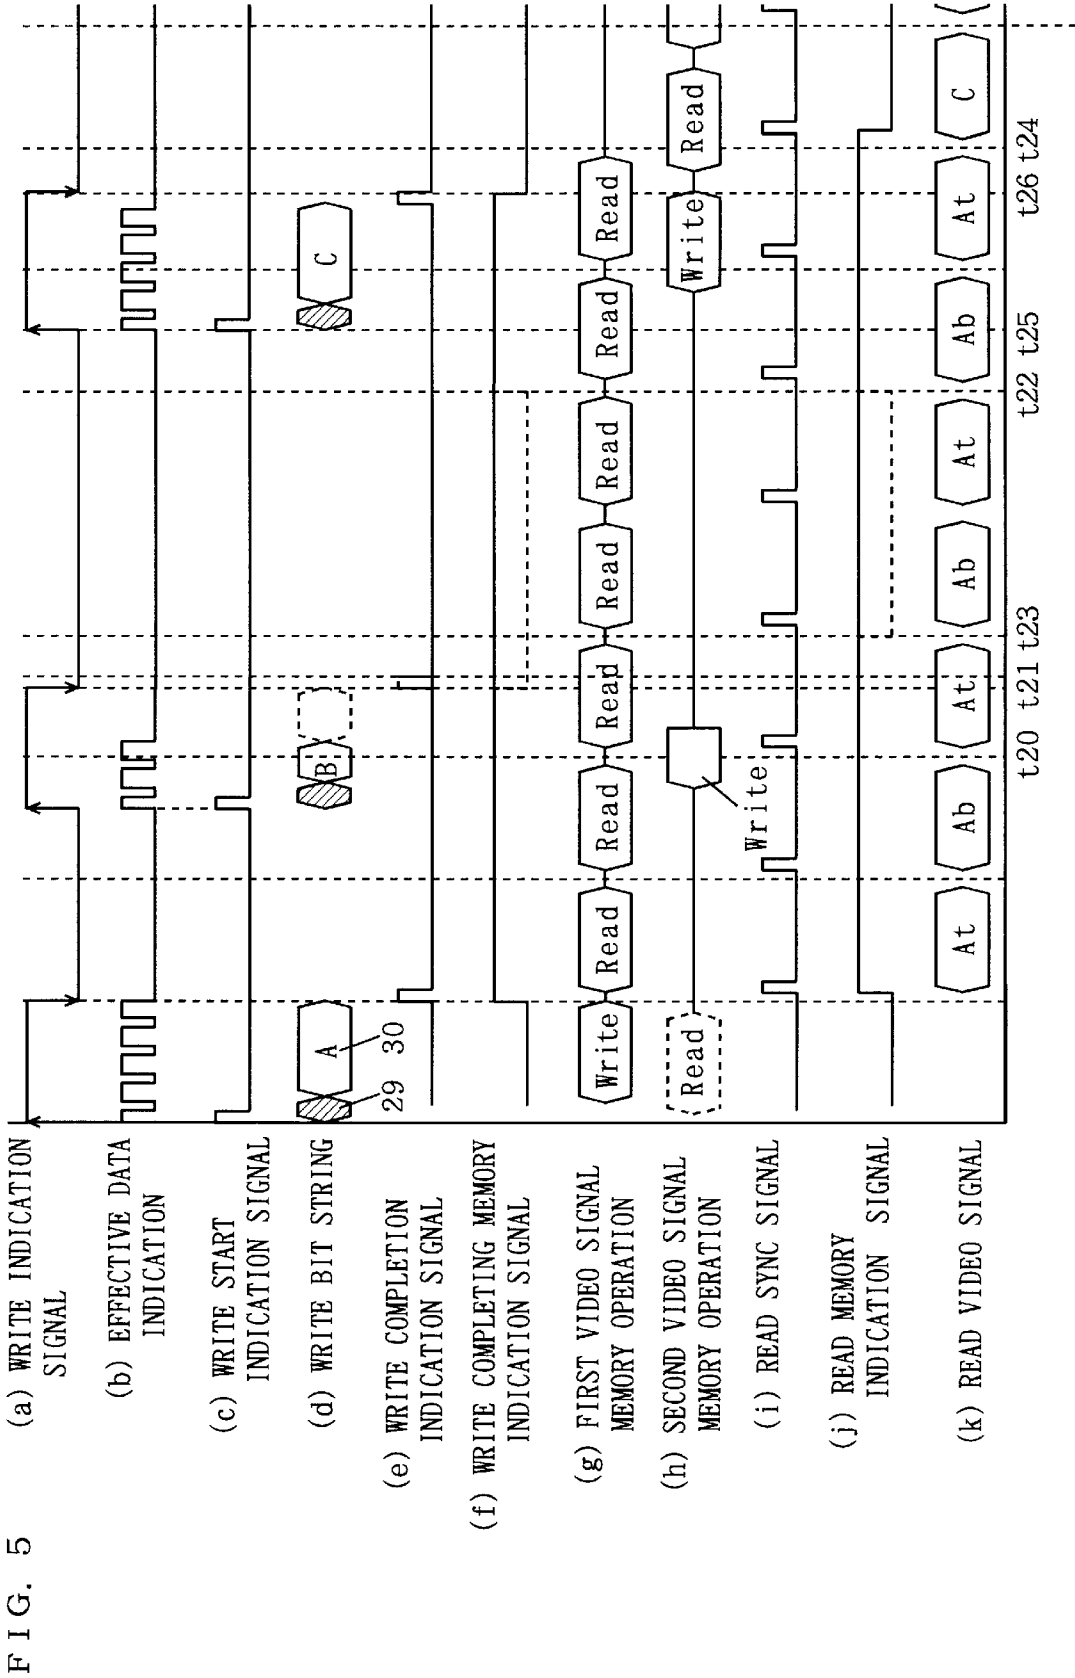 FIG. 5
(a) WRITE INDICATION
SIGNAL
(b) EFFECTIVE DATA
INDICATION
(c) WRITE START
INDICATION SIGNAL
(d) WRITE BIT STRING
29
A
30
B
C
(e) WRITE COMPLETION
INDICATION SIGNAL
(f) WRITE COMPLETING MEMORY
INDICATION SIGNAL
(g) FIRST VIDEO SIGNAL
MEMORY OPERATION
Write Read Read Read Read Read Read Read
(h) SECOND VIDEO SIGNAL
MEMORY OPERATION
Read Write Write Read
(i) READ SYNC SIGNAL
(j) READ MEMORY
INDICATION SIGNAL
(k) READ VIDEO SIGNAL
At Ab At Ab At Ab At C
t20 t21 t23 t22 t25 t26 t24